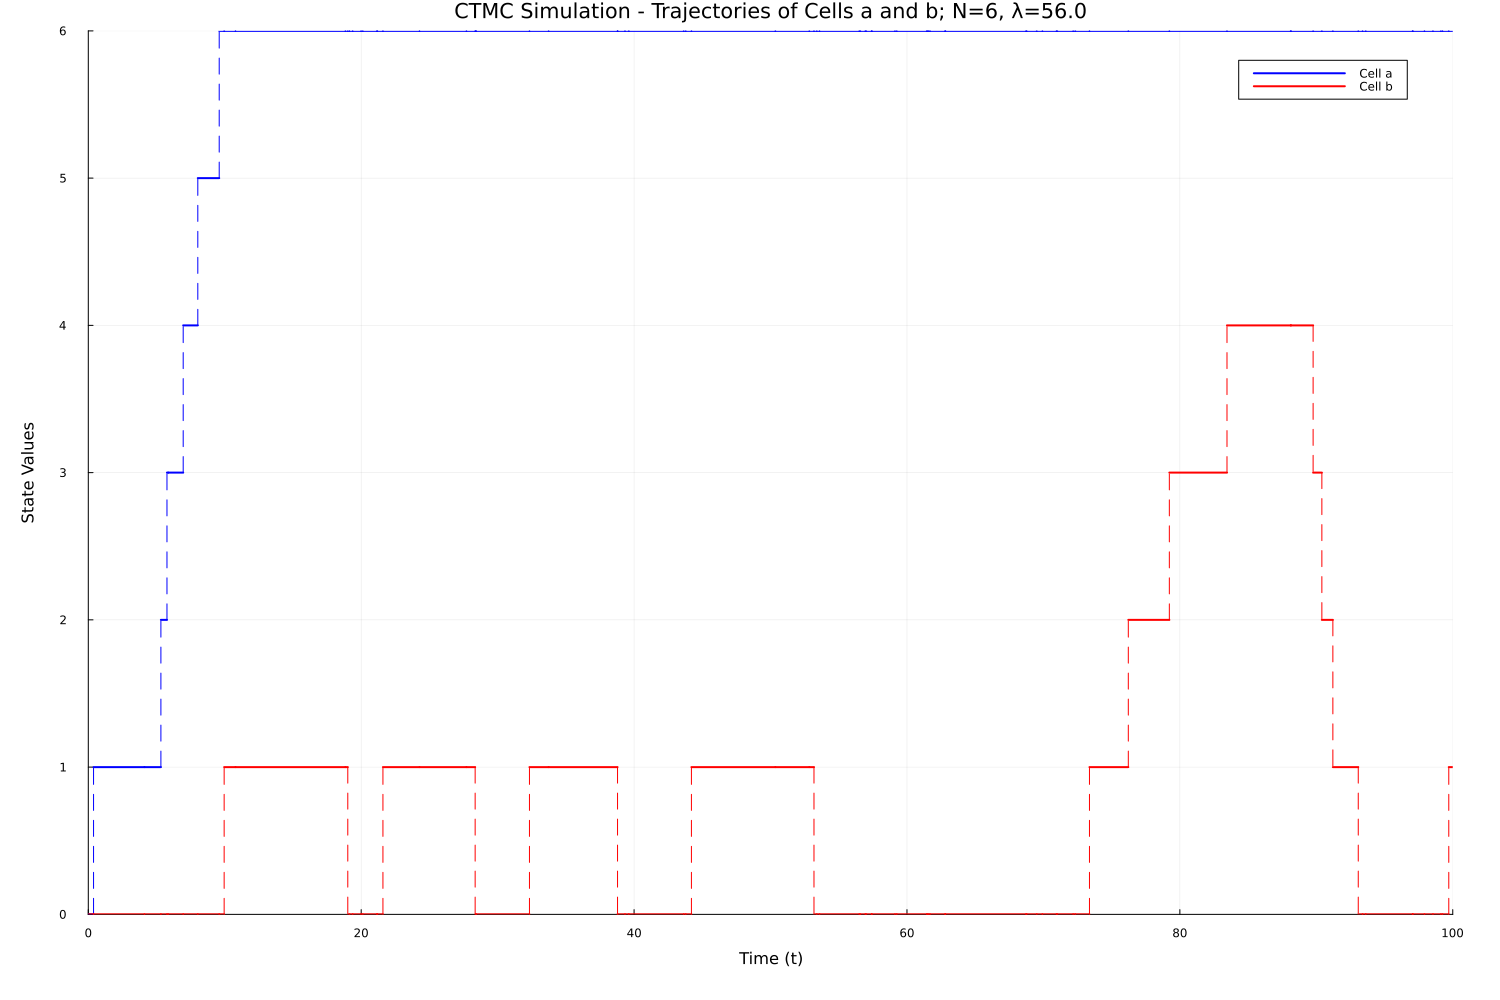 CTMC Simulation - Trajectories of Cells a and b; N=6, λ=56.0
6
Cell a
Cell b
5
4
State Values
3
2
1
0
0 20 40 60 80 100
Time (t)